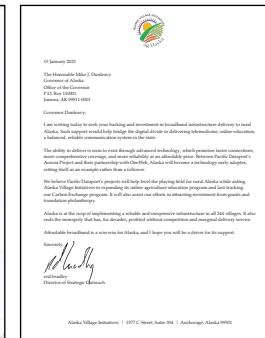 15 January 2021
The Honorable Mike J. Dunleavy
Governor of Alaska
Office of the Governor
P.O. Box 110001
Juneau, AK 99811-0001
Governor Dunleavy;
I am writing today to seek your backing and investment in broadband infrastructure delivery to rural
Alaska. Such support would help bridge the digital divide to delivering telemedicine, online education,
a balanced, reliable communication system in the state.
The ability to deliver is soon to exist through advanced technology, which promises faster connections,
more comprehensive coverage, and more reliability at an affordable price. Between Pacific Dataport's
Aurora Project and their partnership with OneWeb, Alaska will become a technology early adopter,
setting itself as an example rather than a follower.
We believe Pacific Dataport's projects will help level the playing field for rural Alaska while aiding
Alaska Village Initiatives in expanding its online agriculture education program and fast-tracking
our Carbon Exchange program. It will also assist our efforts in attracting investment from grants and
foundation philanthropy.
Alaska is at the cusp of implementing a reliable and inexpensive infrastructure in all 244 villages. It also
ends the monopoly that has, for decades, profited without competition and marginal delivery service.
Affordable broadband is a win-win for Alaska, and I hope you will be a driver for its support.
Sincerely,
Director of Strategic Outreach
Alaska Village Initiatives | 1577 C Street, Suite 304 | Anchorage, Alaska 99501